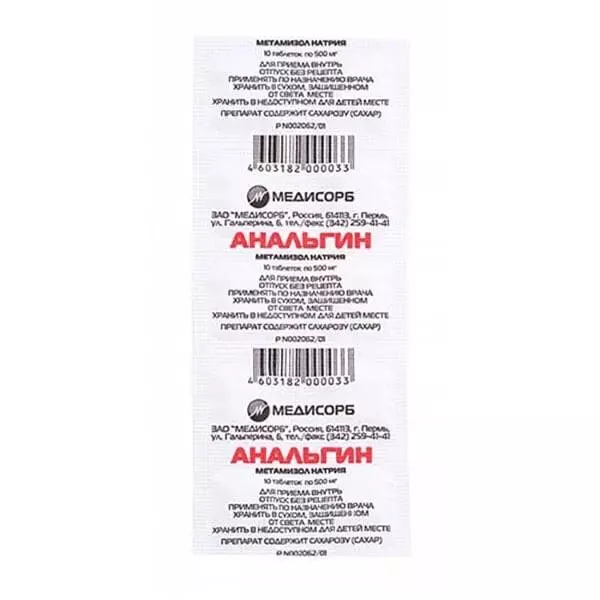 МЕТАМИЗОЛ НАТРИЯ
10 таблеток по 500 мг
ДЛЯ ПРИЕМА ВНУТРЬ
ОТПУСК БЕЗ РЕЦЕПТА
ПРИМЕНЯТЬ ПО НАЗНАЧЕНИЮ ВРАЧА
ХРАНИТЬ В СУХОМ, ЗАЩИЩЕННОМ
ОТ СВЕТА МЕСТЕ
ХРАНИТЬ В НЕДОСТУПНОМ ДЛЯ ДЕТЕЙ МЕСТЕ
ПРЕПАРАТ СОДЕРЖИТ САХАРОЗУ (САХАР)
Р N002062/01
4 603182 000033
МЕДИСОРБ
ЗАО "МЕДИСОРБ", Россия, 614113, г. Пермь,
ул. Гальперина, 6, тел./факс (342) 259-41-41
АНАЛЬГИН
МЕТАМИЗОЛ НАТРИЯ
10 таблеток по 500 мг
ДЛЯ ПРИЕМА ВНУТРЬ
ОТПУСК БЕЗ РЕЦЕПТА
ПРИМЕНЯТЬ ПО НАЗНАЧЕНИЮ ВРАЧА
ХРАНИТЬ В СУХОМ, ЗАЩИЩЕННОМ
ОТ СВЕТА МЕСТЕ
ХРАНИТЬ В НЕДОСТУПНОМ ДЛЯ ДЕТЕЙ МЕСТЕ
ПРЕПАРАТ СОДЕРЖИТ САХАРОЗУ (САХАР)
Р N002062/01
4 603182 000033
МЕДИСОРБ
ЗАО "МЕДИСОРБ", Россия, 614113, г. Пермь,
ул. Гальперина, 6, тел./факс (342) 259-41-41
АНАЛЬГИН
МЕТАМИЗОЛ НАТРИЯ
10 таблеток по 500 мг
ДЛЯ ПРИЕМА ВНУТРЬ
ОТПУСК БЕЗ РЕЦЕПТА
ПРИМЕНЯТЬ ПО НАЗНАЧЕНИЮ ВРАЧА
ХРАНИТЬ В СУХОМ, ЗАЩИЩЕННОМ
ОТ СВЕТА МЕСТЕ
ХРАНИТЬ В НЕДОСТУПНОМ ДЛЯ ДЕТЕЙ МЕСТЕ
ПРЕПАРАТ СОДЕРЖИТ САХАРОЗУ (САХАР)
Р N002062/01